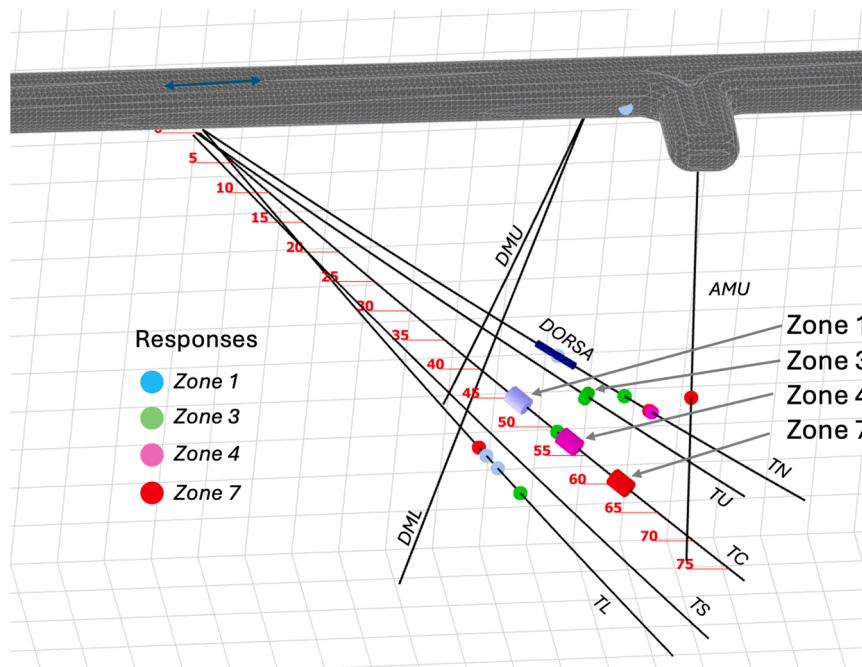 0
5
10
15
20
25
30
35
40
45
50
55
60
65
70
75
DMU
AMU
DORSA
Responses
Zone 1
Zone 3
Zone 4
Zone 7
Zone 1
Zone 3
Zone 4
Zone 7
TN
TU
TC
TS
TL
DML